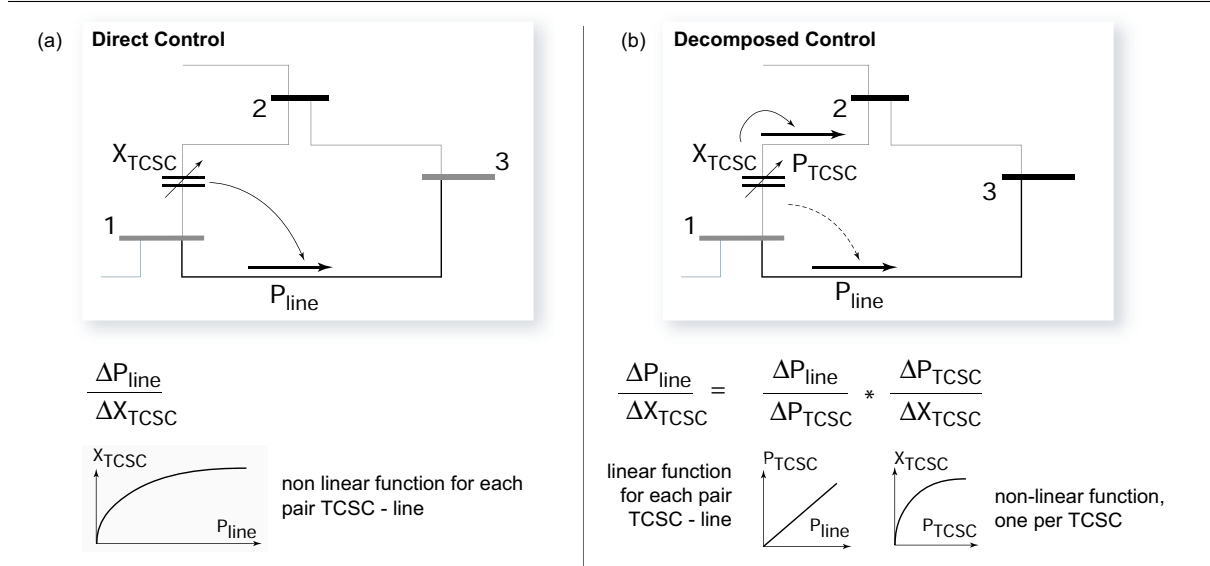 (a) Direct Control
2
X_TCSC
3
1
P_line
ΔP_line
ΔX_TCSC
X_TCSC
P_line
non linear function for each
pair TCSC - line
(b) Decomposed Control
2
X_TCSC
P_TCSC
3
1
P_line
ΔP_line / ΔX_TCSC = ΔP_line / ΔP_TCSC * ΔP_TCSC / ΔX_TCSC
linear function
for each pair
TCSC - line
P_TCSC
P_line
X_TCSC
P_TCSC
non-linear function,
one per TCSC